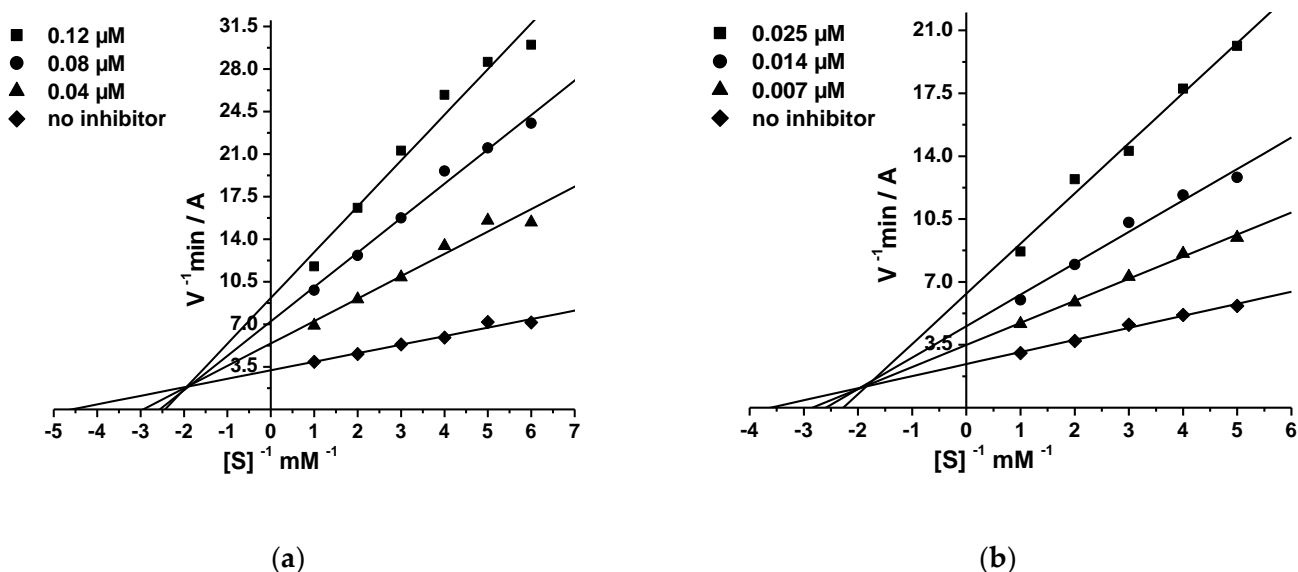 0.12 µM
0.08 µM
0.04 µM
no inhibitor
31.5
28.0
24.5
21.0
17.5
14.0
10.5
7.0
3.5
V -1 min / A
-5 -4 -3 -2 -1 0 1 2 3 4 5 6 7
[S] -1 mM -1
(a)
0.025 µM
0.014 µM
0.007 µM
no inhibitor
21.0
17.5
14.0
10.5
7.0
3.5
V -1 min / A
-4 -3 -2 -1 0 1 2 3 4 5 6
[S] -1 mM -1
(b)